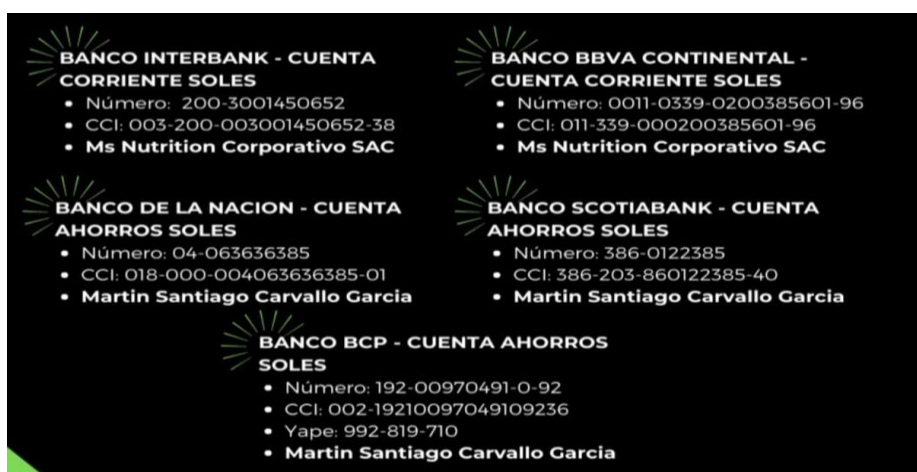 BANCO INTERBANK - CUENTA
CORRIENTE SOLES
• Número: 200-3001450652
• CCI: 003-200-003001450652-38
• Ms Nutrition Corporativo SAC
BANCO BBVA CONTINENTAL -
CUENTA CORRIENTE SOLES
• Número: 0011-0339-0200385601-96
• CCI: 011-339-000200385601-96
• Ms Nutrition Corporativo SAC
BANCO DE LA NACION - CUENTA
AHORROS SOLES
• Número: 04-063636385
• CCI: 018-000-004063636385-01
• Martin Santiago Carvallo Garcia
BANCO SCOTIABANK - CUENTA
AHORROS SOLES
• Número: 386-0122385
• CCI: 386-203-860122385-40
• Martin Santiago Carvallo Garcia
BANCO BCP - CUENTA AHORROS
SOLES
• Número: 192-00970491-0-92
• CCI: 002-19210097049109236
• Yape: 992-819-710
• Martin Santiago Carvallo Garcia